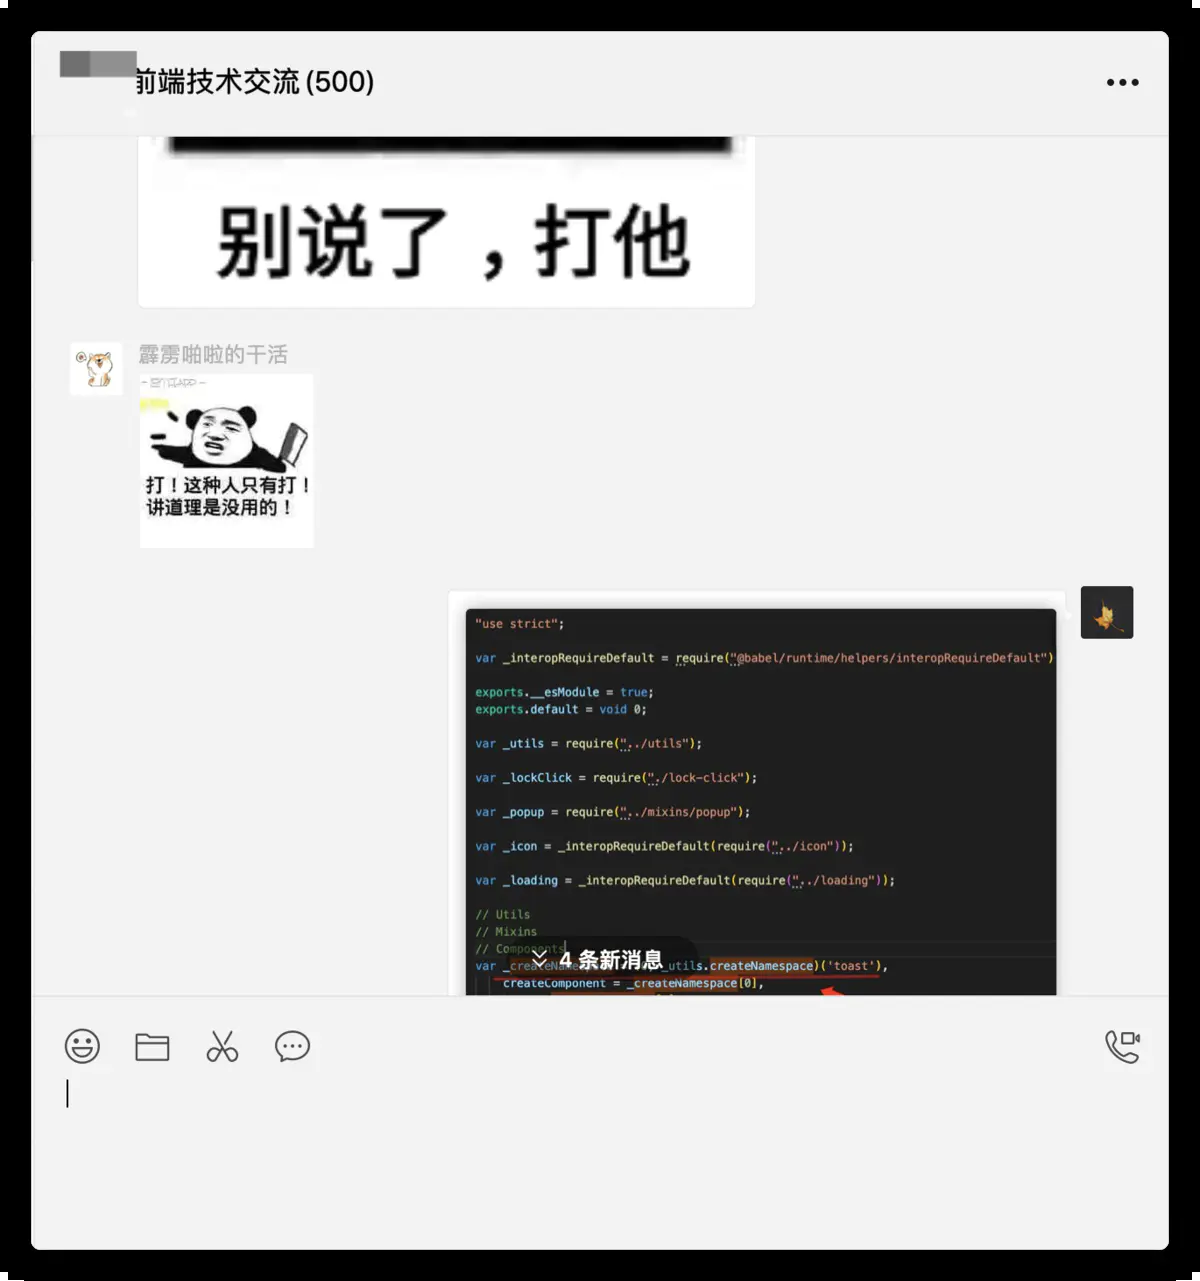 前端技术交流(500)
别说了，打他
霹雳啪啦的干活
打！这种人只有打！
讲道理是没用的！
"use strict";
var _interopRequireDefault = require("@babel/runtime/helpers/interopRequireDefault")
exports.__esModule = true;
exports.default = void 0;
var _utils = require("../utils");
var _lockClick = require("./lock-click");
var _popup = require("../mixins/popup");
var _icon = _interopRequireDefault(require("../icon"));
var _loading = _interopRequireDefault(require("../loading"));
// Utils
// Mixins
// Components
4 条新消息
var _createNam _utils.createNamespace)('toast'),
createComponent = _createNamespace[0],